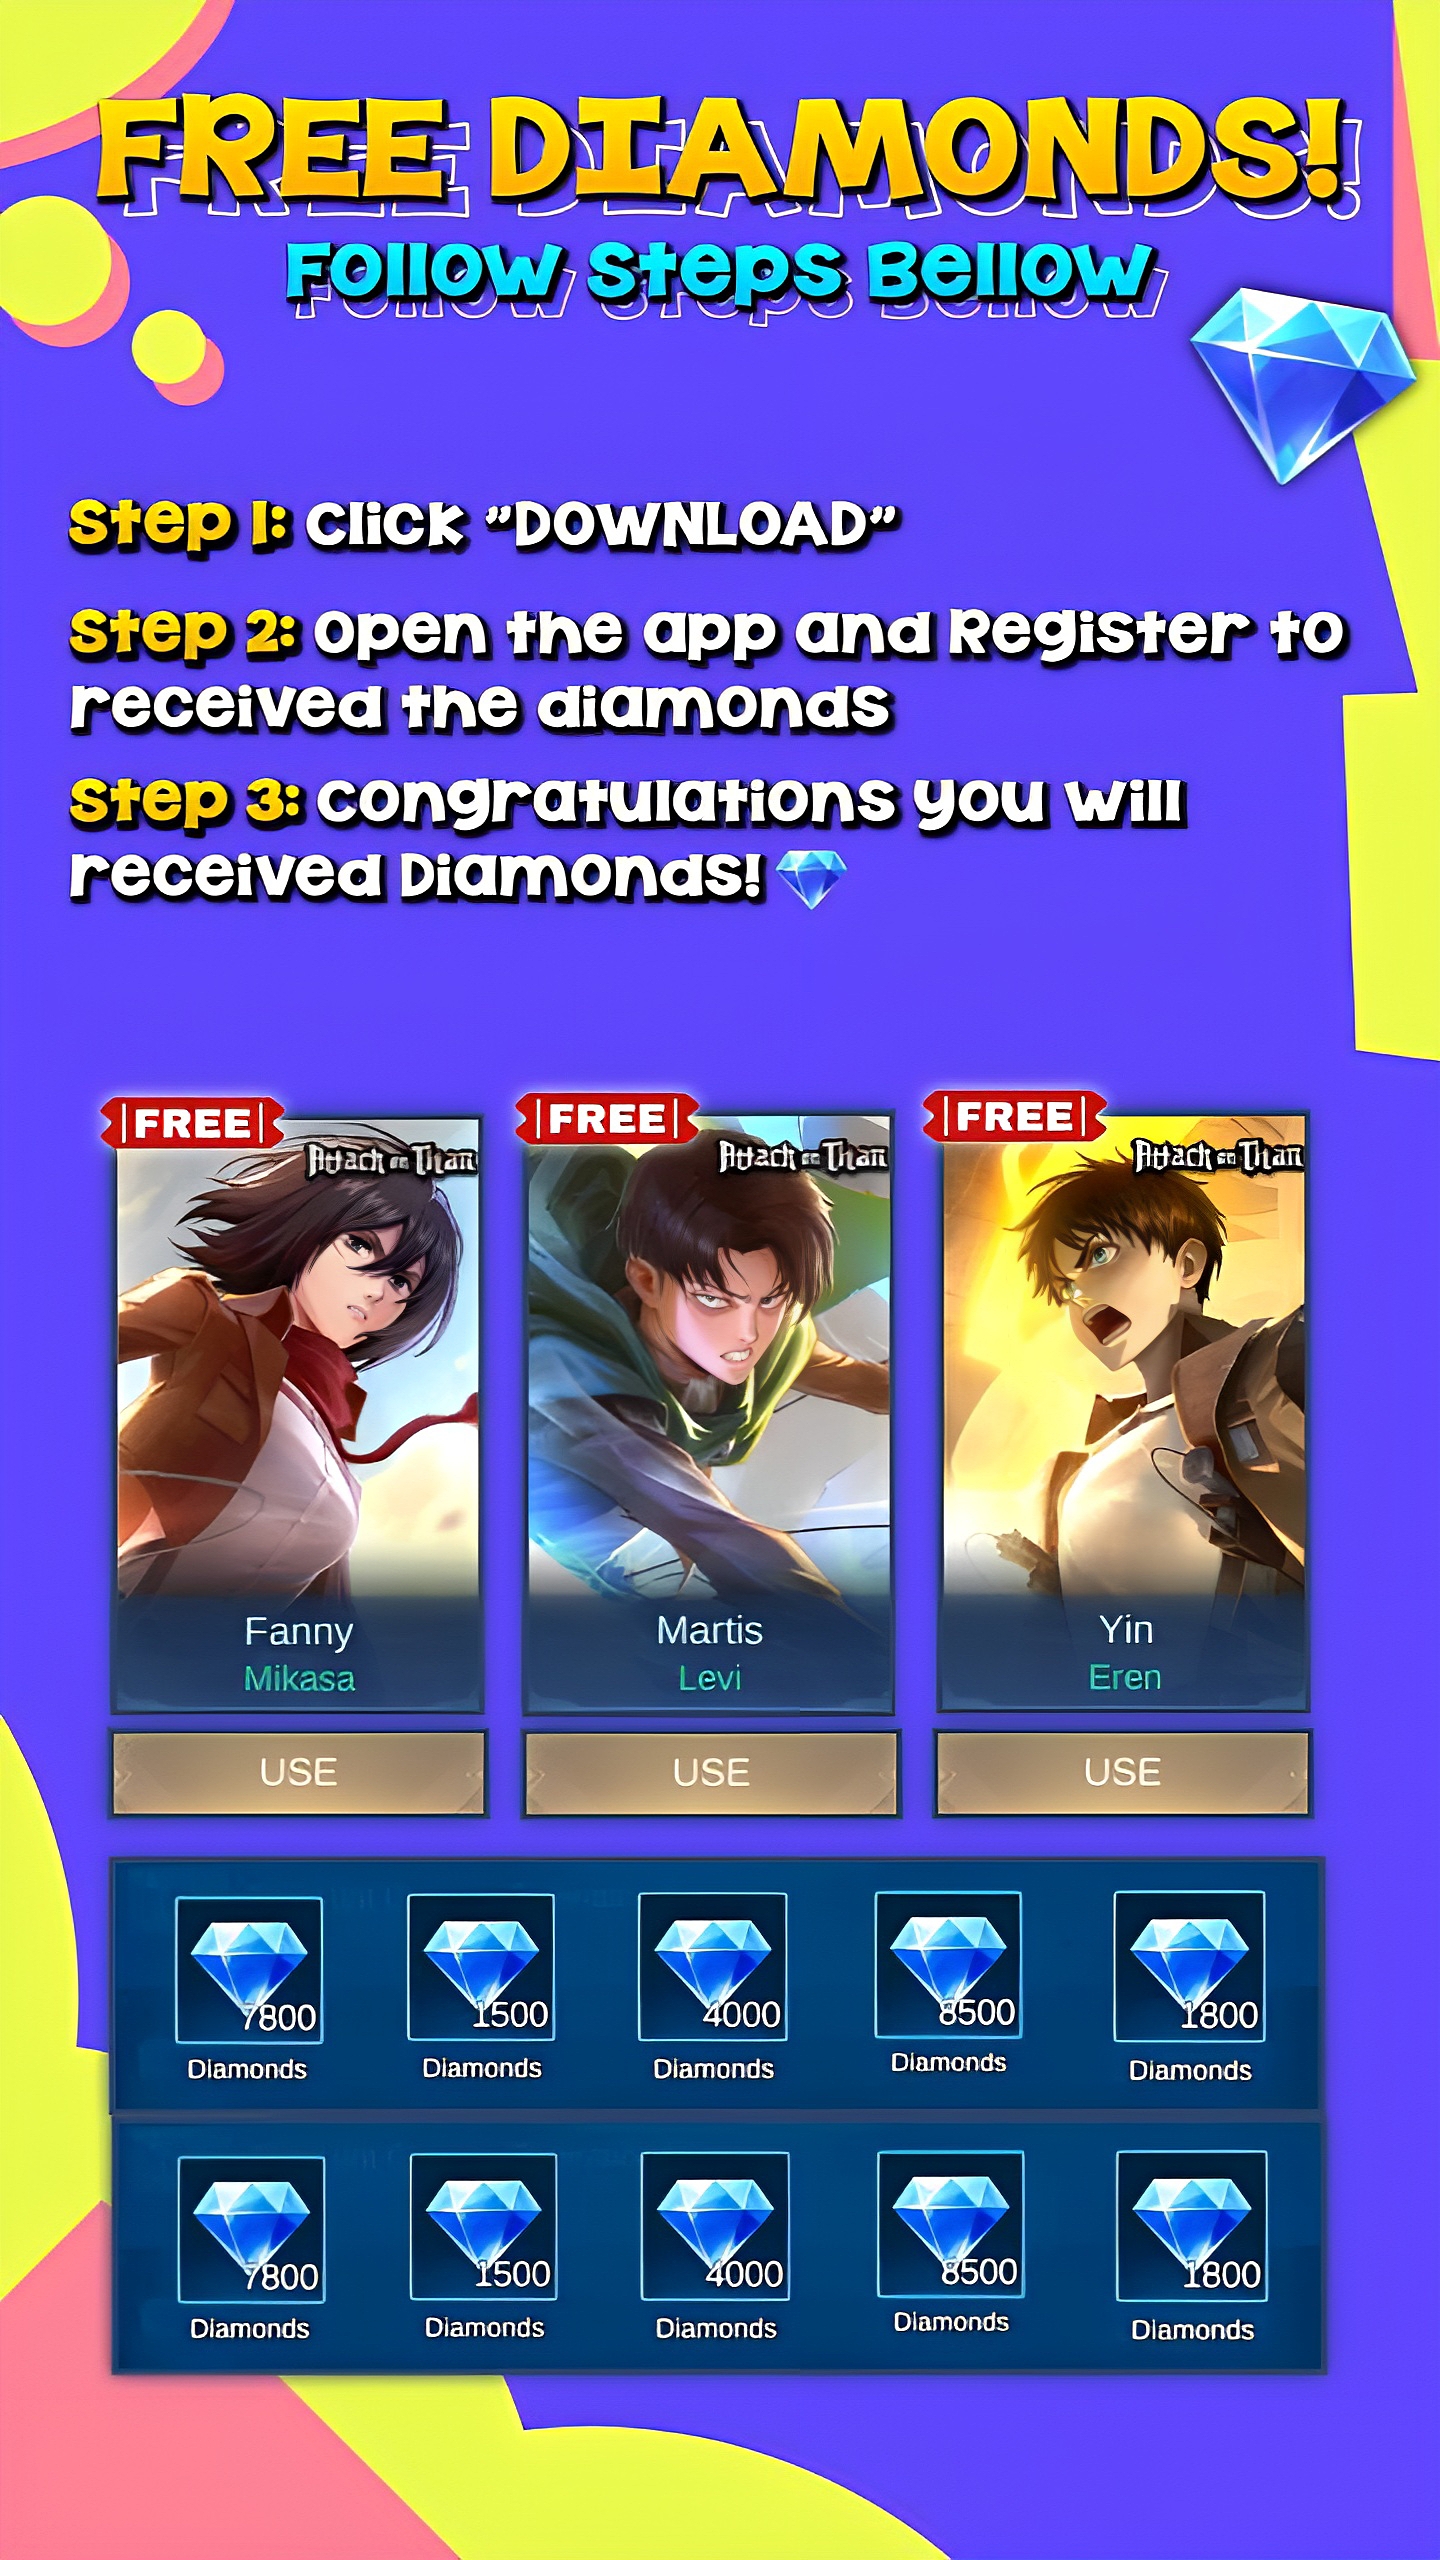 FREE DIAMONDS!
Follow Steps Bellow
Step 1: Click "DOWNLOAD"
Step 2: Open the app and Register to
received the diamonds
Step 3: Congratulations you will
received Diamonds!
FREE
FREE
FREE
Attack on Titan
Attack on Titan
Attack on Titan
Fanny
Mikasa
Martis
Levi
Yin
Eren
USE
USE
USE
7800
1500
4000
8500
1800
Diamonds
Diamonds
Diamonds
Diamonds
Diamonds
7800
1500
4000
8500
1800
Diamonds
Diamonds
Diamonds
Diamonds
Diamonds